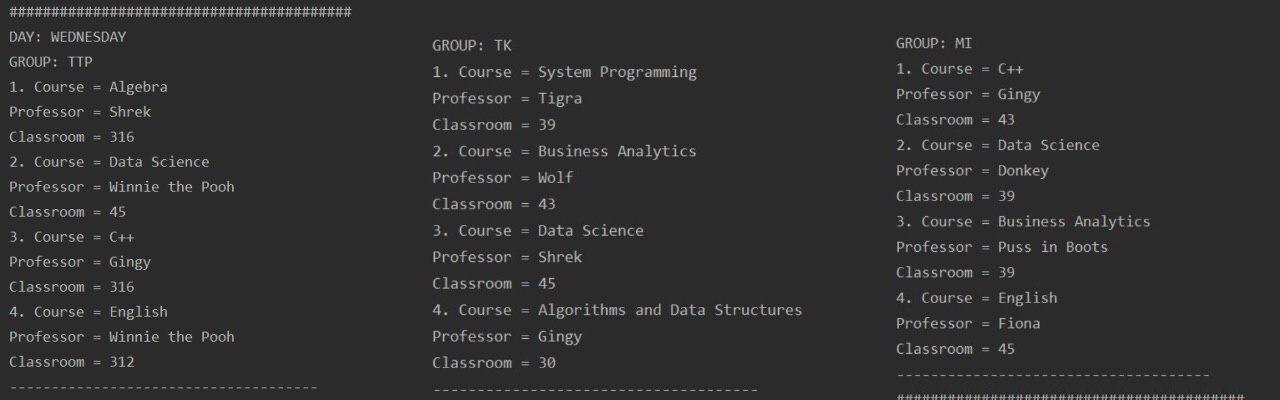 #########################################
DAY: WEDNESDAY
GROUP: TTP
1. Course = Algebra
Professor = Shrek
Classroom = 316
2. Course = Data Science
Professor = Winnie the Pooh
Classroom = 45
3. Course = C++
Professor = Gingy
Classroom = 316
4. Course = English
Professor = Winnie the Pooh
Classroom = 312
-------------------------------------
GROUP: TK
1. Course = System Programming
Professor = Tigra
Classroom = 39
2. Course = Business Analytics
Professor = Wolf
Classroom = 43
3. Course = Data Science
Professor = Shrek
Classroom = 45
4. Course = Algorithms and Data Structures
Professor = Gingy
Classroom = 30
-------------------------------------
GROUP: MI
1. Course = C++
Professor = Gingy
Classroom = 43
2. Course = Data Science
Professor = Donkey
Classroom = 39
3. Course = Business Analytics
Professor = Puss in Boots
Classroom = 39
4. Course = English
Professor = Fiona
Classroom = 45
-------------------------------------
#########################################